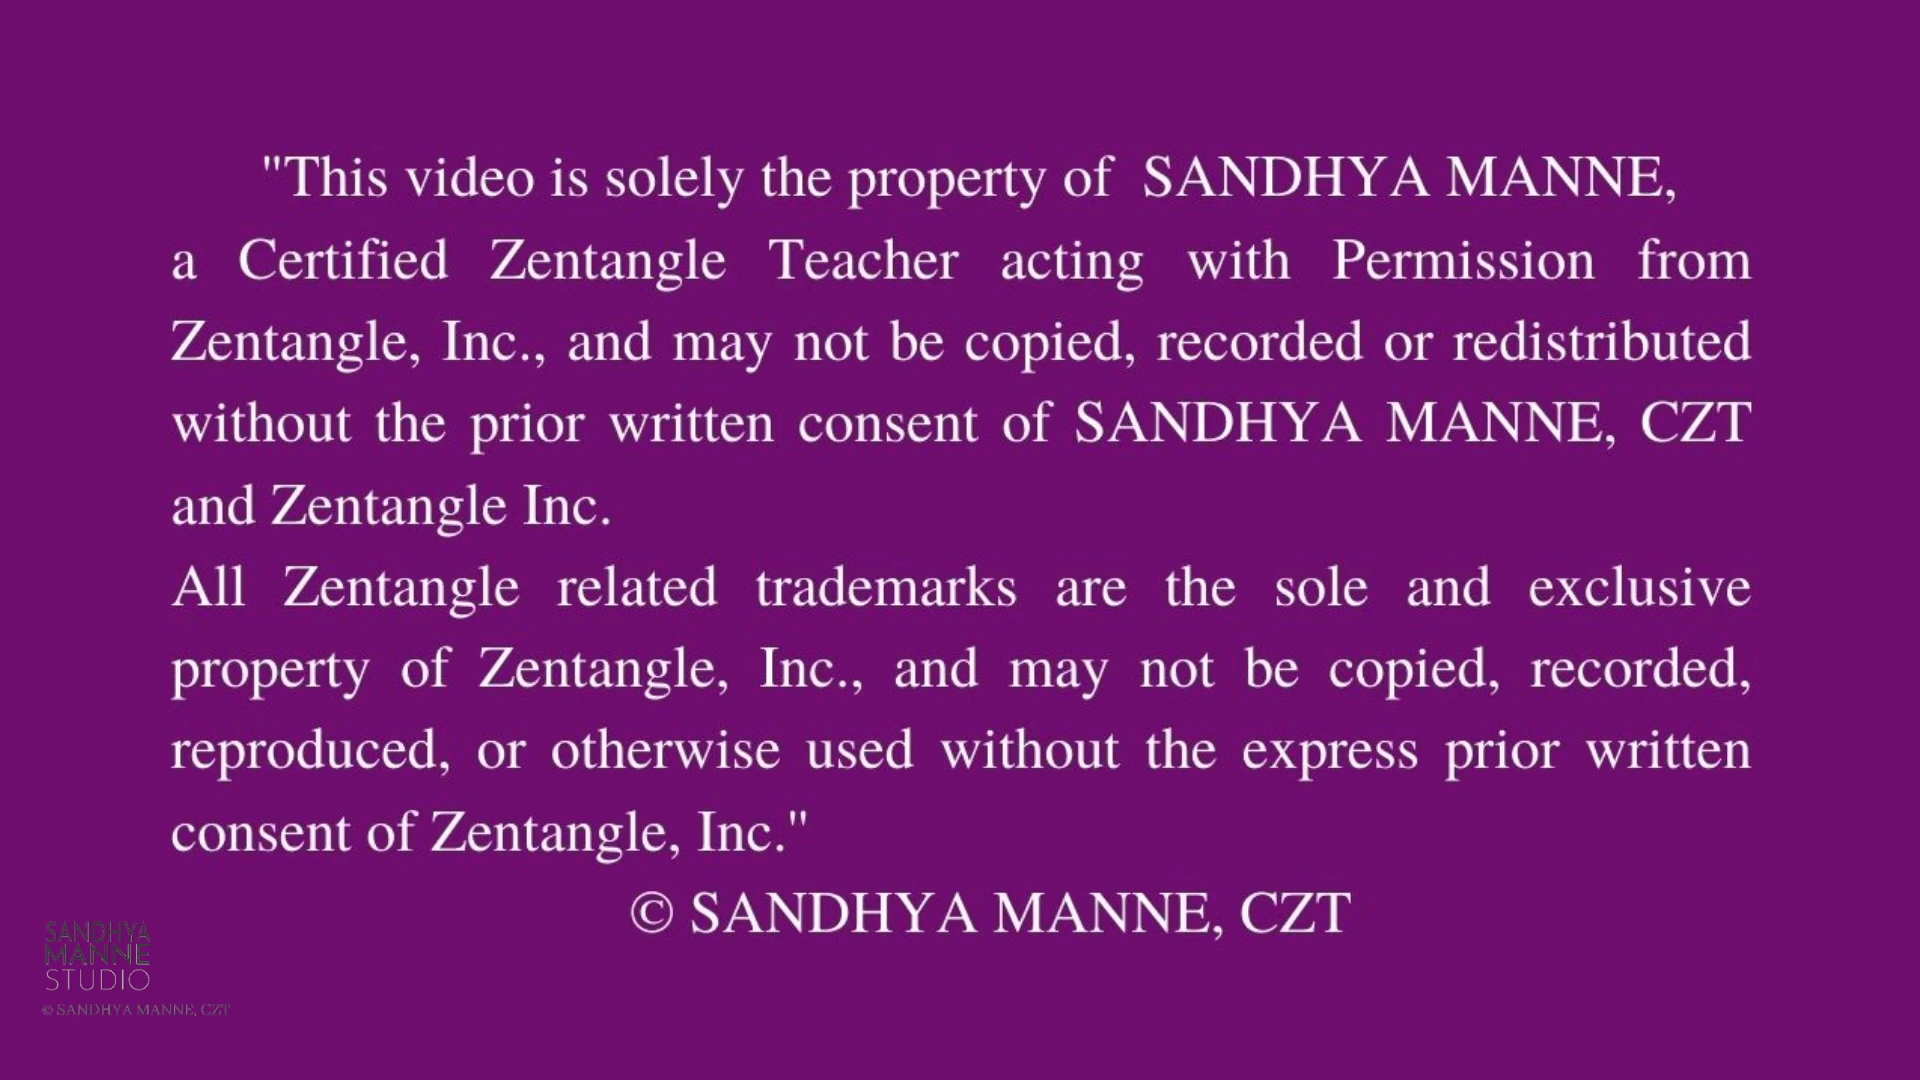 "This video is solely the property of SANDHYA MANNE,
a Certified Zentangle Teacher acting with Permission from
Zentangle, Inc., and may not be copied, recorded or redistributed
without the prior written consent of SANDHYA MANNE, CZT
and Zentangle Inc.
All Zentangle related trademarks are the sole and exclusive
property of Zentangle, Inc., and may not be copied, recorded,
reproduced, or otherwise used without the express prior written
consent of Zentangle, Inc."
© SANDHYA MANNE, CZT
SANDHYA
MANNE
STUDIO
© SANDHYA MANNE, CZT